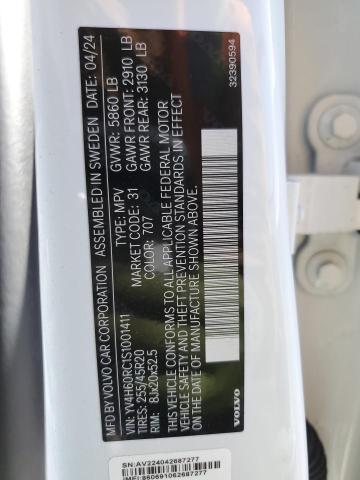 MFD BY VOLVO CAR CORPORATION ASSEMBLED IN SWEDEN 04/24
GVWR: 5860 LB
GAWR FRONT: 2910 LB
GAWR REAR: 3130 LB
VIN: YV4H60RC1S1001411 TYPE: MPV
TIRES: 255/45R20 MARKET CODE: 31
RIM: 8Jx20x52.5 COLOR: 707
THIS VEHICLE CONFORMS TO ALL APPLICABLE FEDERAL MOTOR
VEHICLE SAFETY AND THEFT PREVENTION STANDARDS IN EFFECT
ON THE DATE OF MANUFACTURE SHOWN ABOVE.
32390594
VOLVO
SN:AV224042687277
IMEI:860691062687277